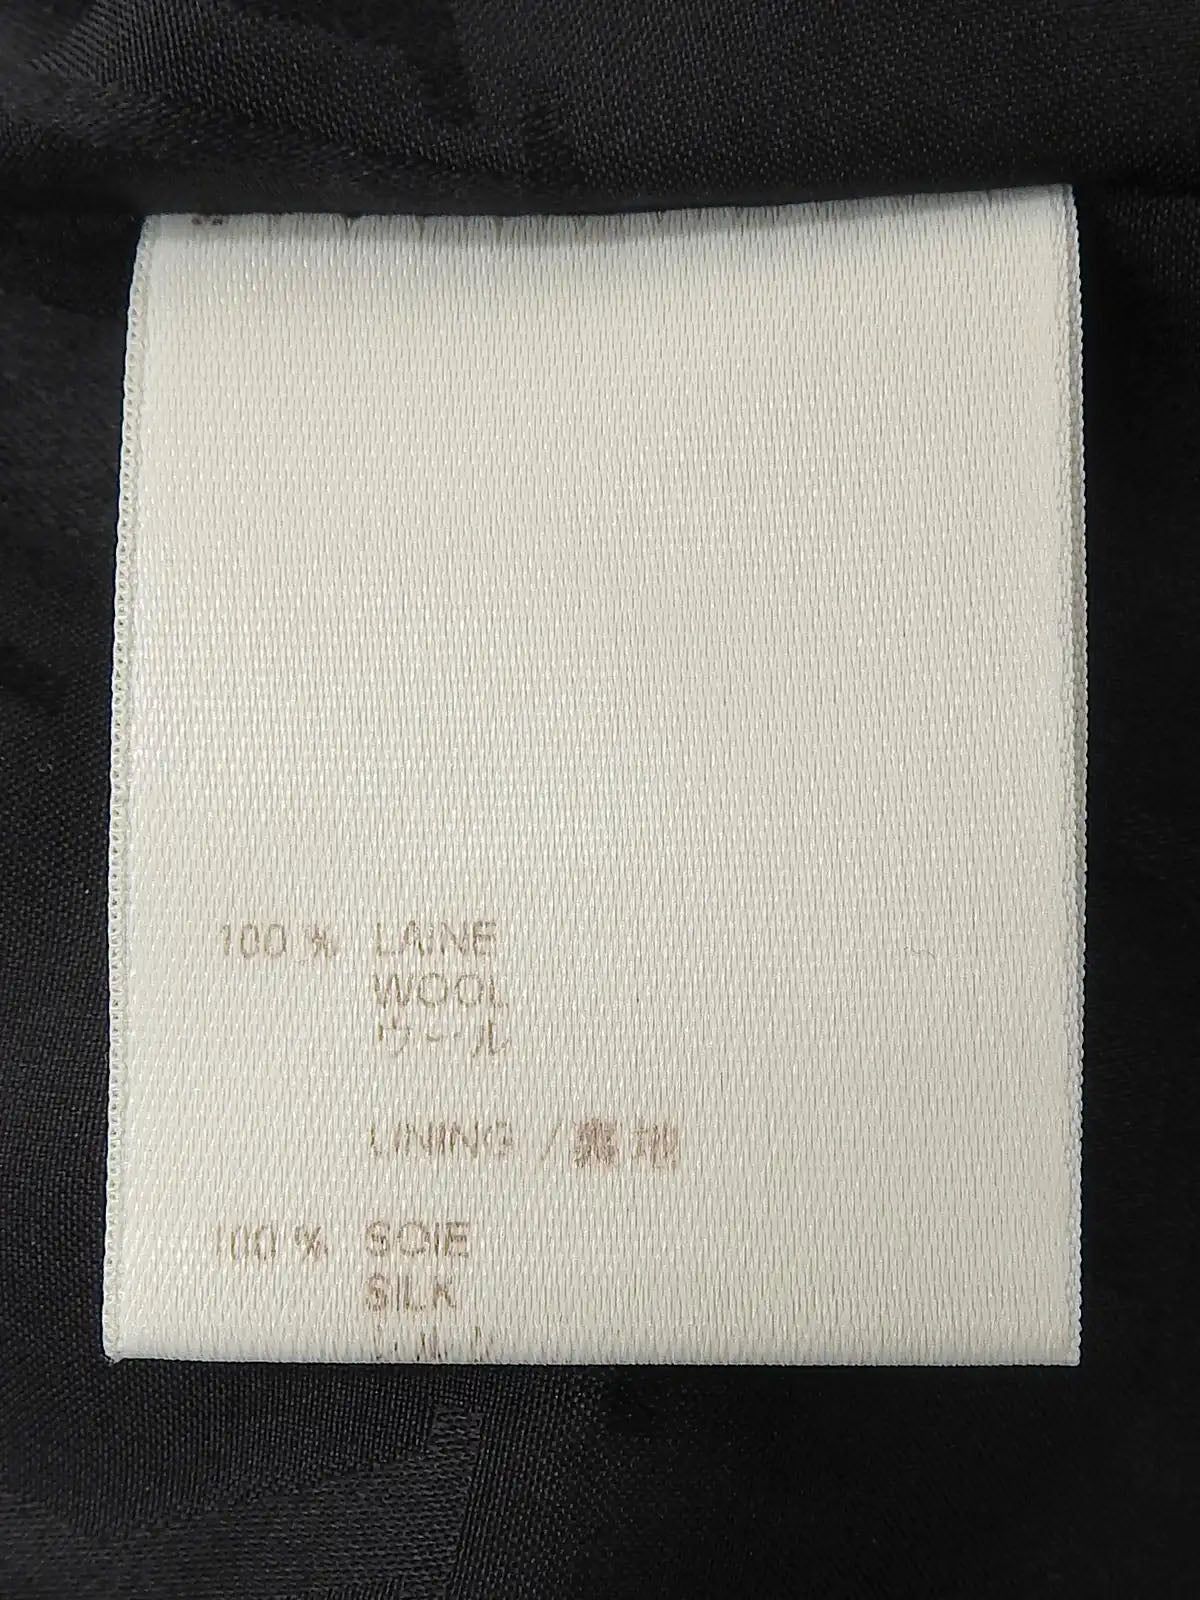 100 % LAINE
WOOL
ウール
LINING / 裏地
100 % SOIE
SILK